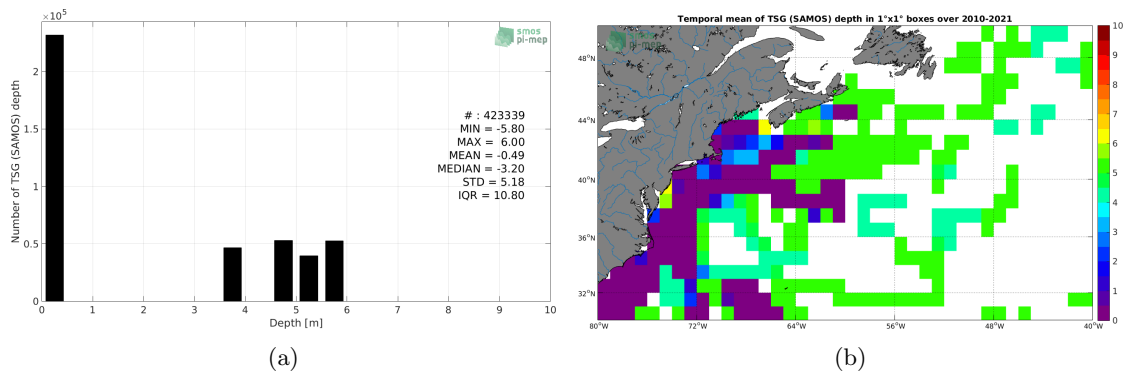 ×10⁵
2
1.5
1
0.5
0
Number of TSG (SAMOS) depth
smos
pi-mep
# : 423339
MIN = -5.80
MAX = 6.00
MEAN = -0.49
MEDIAN = -3.20
STD = 5.18
IQR = 10.80
0 1 2 3 4 5 6 7 8 9 10
Depth [m]
(a)
Temporal mean of TSG (SAMOS) depth in 1°x1° boxes over 2010-2021
smos
pi-mep
48°N
44°N
40°N
36°N
32°N
80°W 72°W 64°W 56°W 48°W 40°W
10
9
8
7
6
5
4
3
2
1
0
(b)